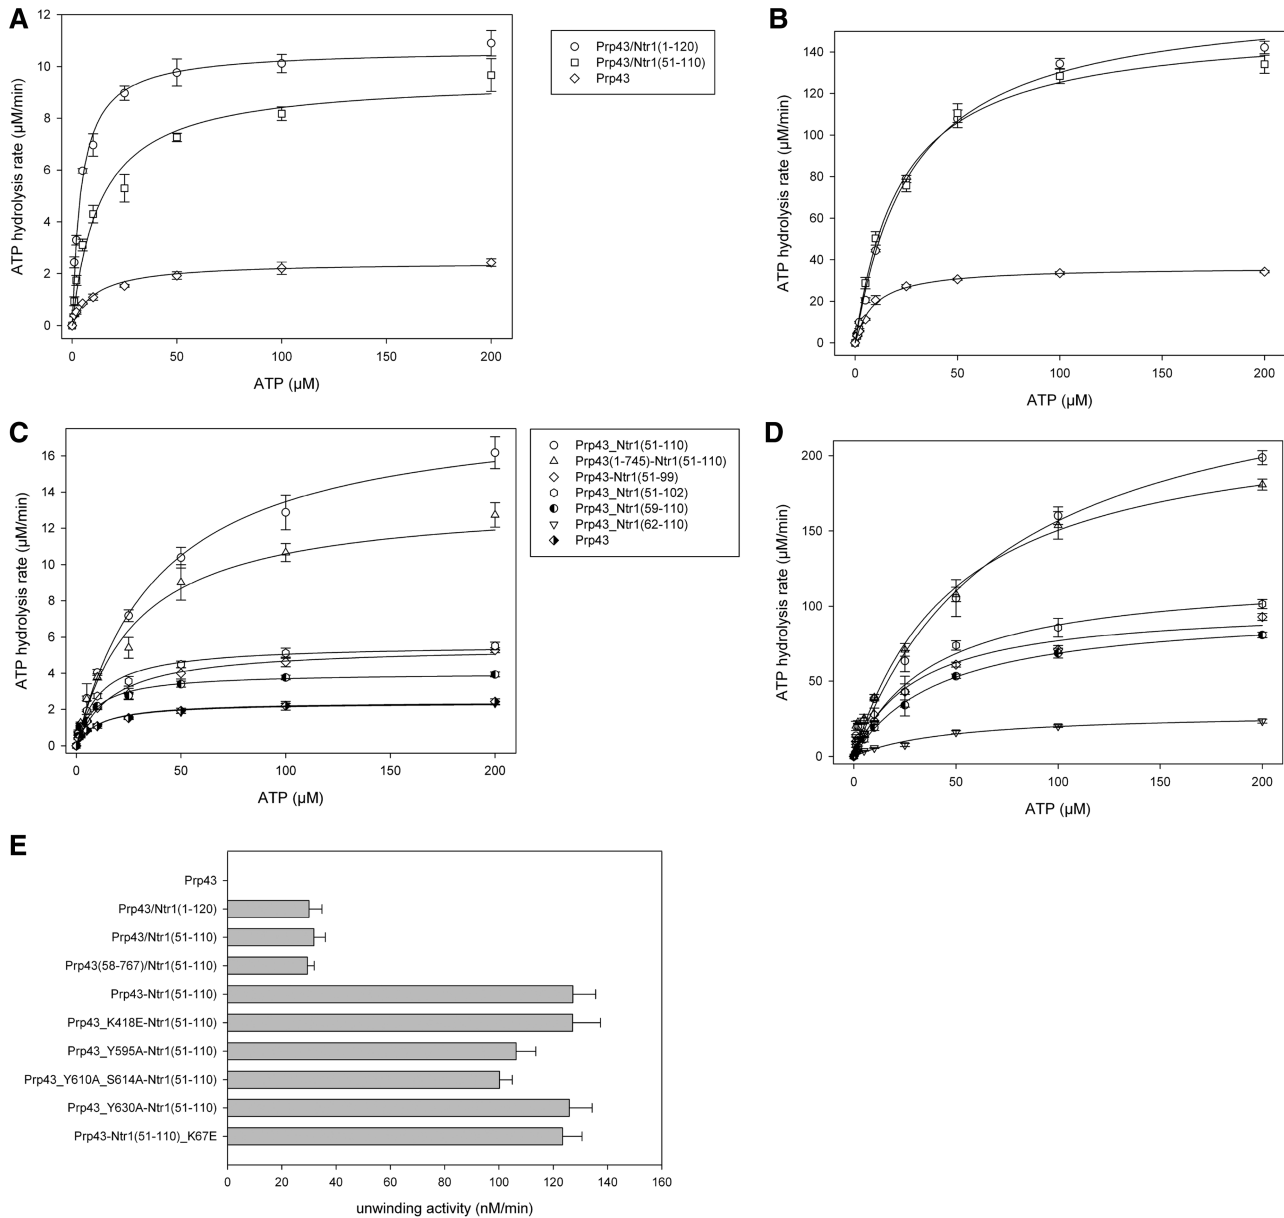 A
12
10
8
6
4
2
0
ATP hydrolysis rate (µM/min)
0 50 100 150 200
ATP (µM)
Prp43/Ntr1(1-120)
Prp43/Ntr1(51-110)
Prp43
B
140
120
100
80
60
40
20
0
ATP hydrolysis rate (µM/min)
0 50 100 150 200
ATP (µM)
C
16
14
12
10
8
6
4
2
0
ATP hydrolysis rate (µM/min)
0 50 100 150 200
ATP (µM)
Prp43_Ntr1(51-110)
Prp43(1-745)-Ntr1(51-110)
Prp43-Ntr1(51-99)
Prp43_Ntr1(51-102)
Prp43_Ntr1(59-110)
Prp43_Ntr1(62-110)
Prp43
D
200
150
100
50
0
ATP hydrolysis rate (µM/min)
0 50 100 150 200
ATP (µM)
E
Prp43
Prp43/Ntr1(1-120)
Prp43/Ntr1(51-110)
Prp43(58-767)/Ntr1(51-110)
Prp43-Ntr1(51-110)
Prp43_K418E-Ntr1(51-110)
Prp43_Y595A-Ntr1(51-110)
Prp43_Y610A_S614A-Ntr1(51-110)
Prp43_Y630A-Ntr1(51-110)
Prp43-Ntr1(51-110)_K67E
0 20 40 60 80 100 120 140 160
unwinding activity (nM/min)